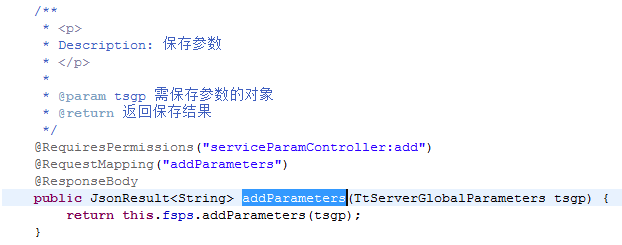 /**
 * <p>
 * Description: 保存参数
 * </p>
 *
 * @param tsgp 需保存参数的对象
 * @return 返回保存结果
 */
@RequiresPermissions("serviceParamController:add")
@RequestMapping("addParameters")
@ResponseBody
public JsonResult<String> addParameters(TtServerGlobalParameters tsgp) {
    return this.fsps.addParameters(tsgp);
}